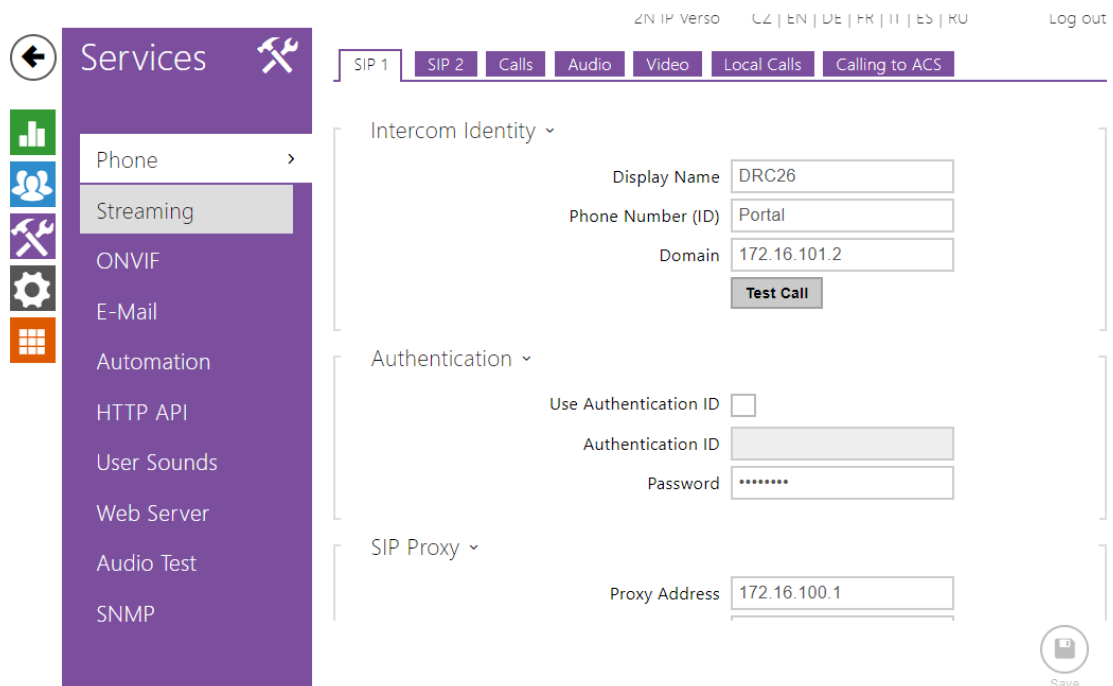 2N IP Verso CZ | EN | DE | FR | IT | ES | RU Log out
Services
SIP 1 SIP 2 Calls Audio Video Local Calls Calling to ACS
Phone
Streaming
ONVIF
E-Mail
Automation
HTTP API
User Sounds
Web Server
Audio Test
SNMP
Intercom Identity
Display Name DRC26
Phone Number (ID) Portal
Domain 172.16.101.2
Test Call
Authentication
Use Authentication ID
Authentication ID
Password ••••••••
SIP Proxy
Proxy Address 172.16.100.1
Save